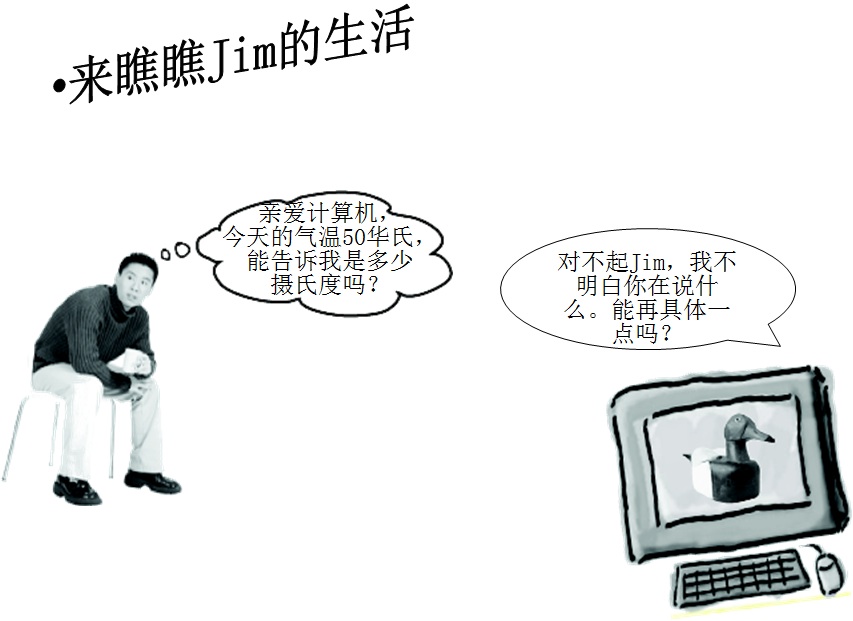 •来瞧瞧Jim的生活
亲爱计算机，
今天的气温50华氏，
能告诉我是多少
摄氏度吗？
对不起Jim，我不
明白你在说什
么。能再具体一
点吗？